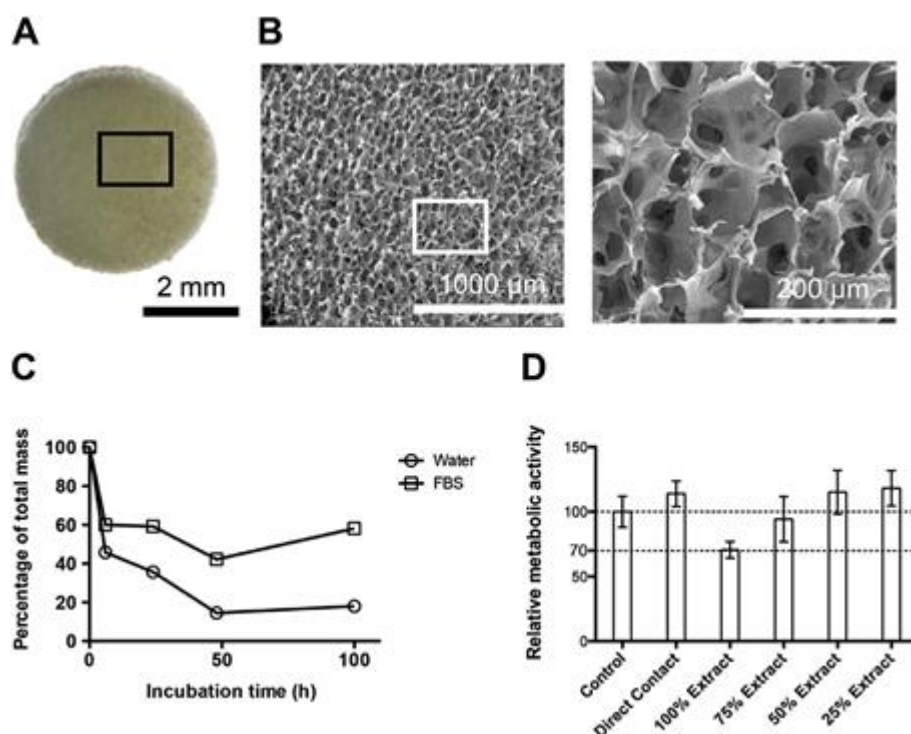 A
B
2 mm
1000 µm
200 µm
C
D
Percentage of total mass
100
80
60
40
20
0
0
50
100
Incubation time (h)
Water
FBS
Relative metabolic activity
150
100
70
50
0
Control
Direct Contact
100% Extract
75% Extract
50% Extract
25% Extract